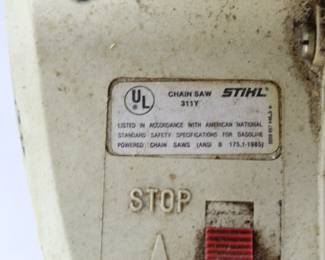 UL
CHAIN SAW STIHL®
311Y
LISTED IN ACCORDANCE WITH AMERICAN NATIONAL
STANDARD SAFETY SPECIFICATIONS FOR GASOLINE
POWERED CHAIN SAWS (ANSI B 175.1-1985)
STOP